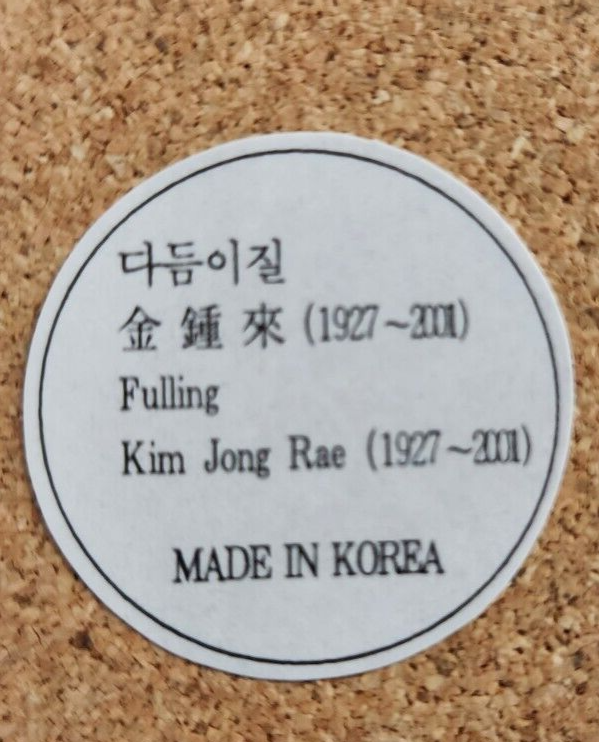 다듬이질
金 鍾 來 (1927~2001)
Fulling
Kim Jong Rae (1927~2001)
MADE IN KOREA